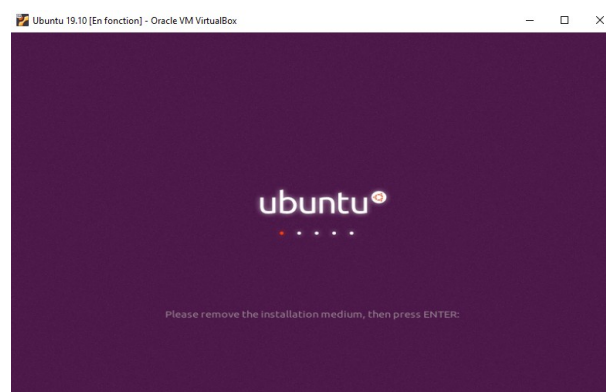 Ubuntu 19.10 [En fonction] - Oracle VM VirtualBox
ubuntu
Please remove the installation medium, then press ENTER: